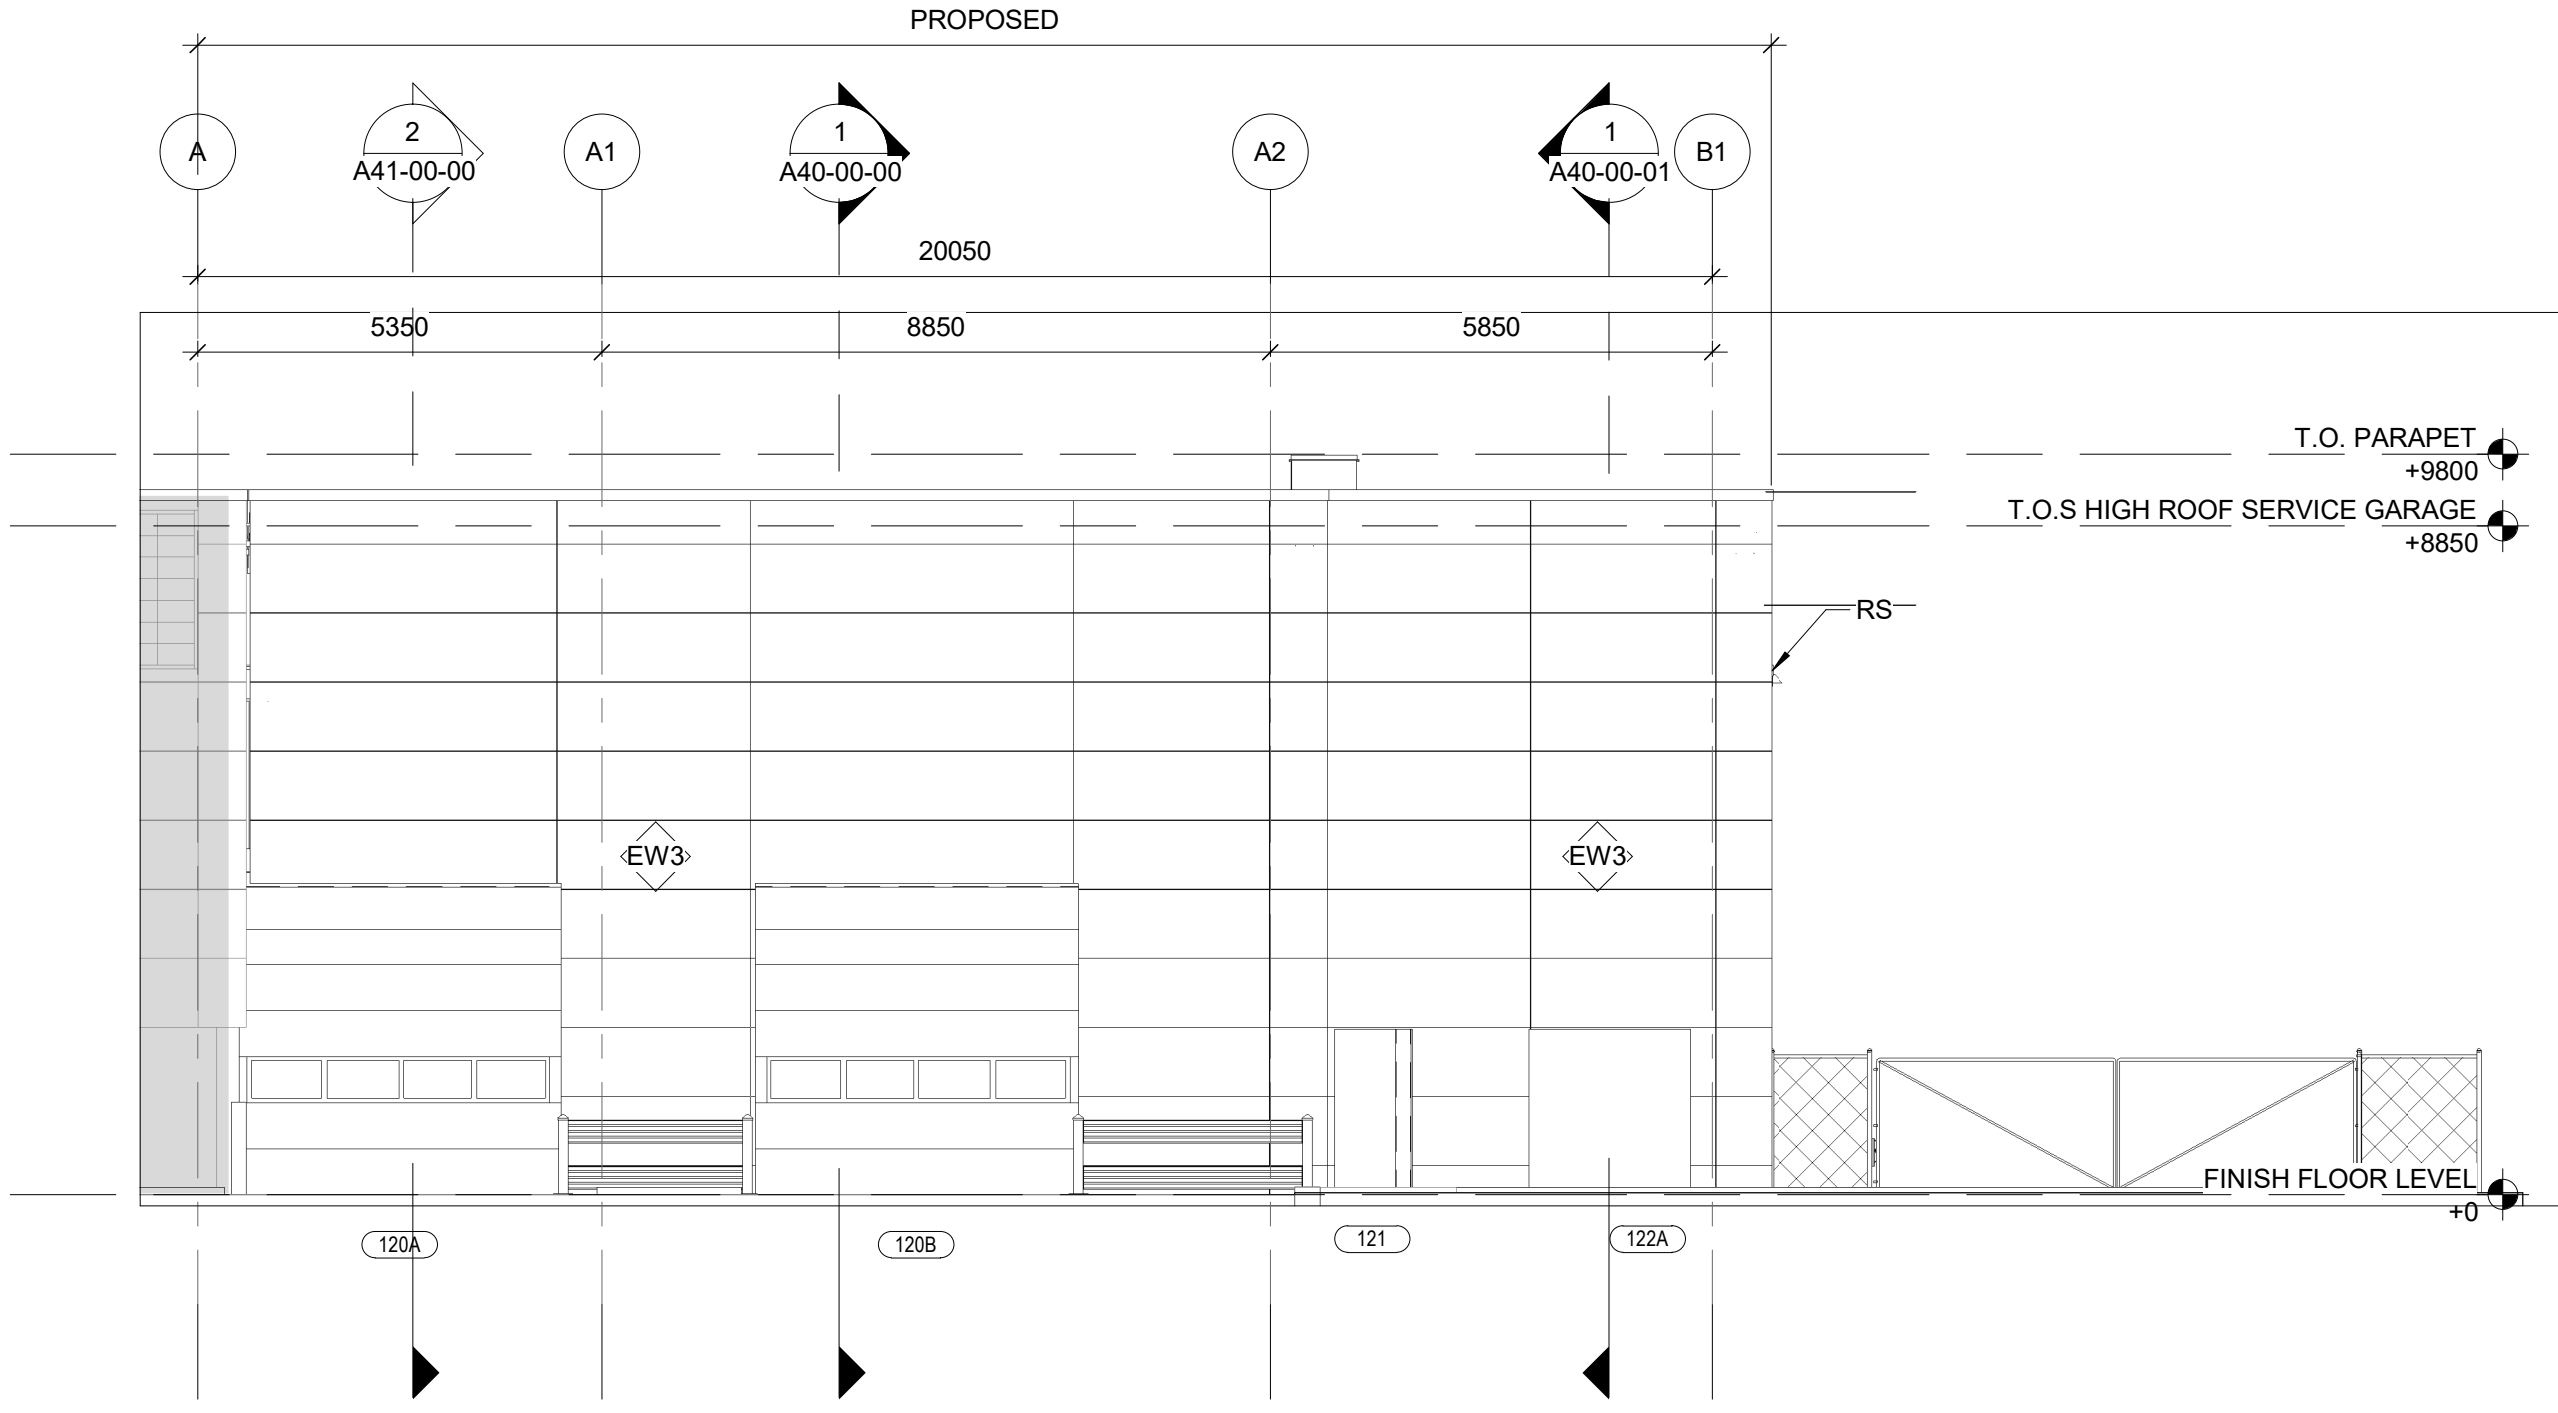 PROPOSED
A
2
A41-00-00
A1
1
A40-00-00
A2
1
A40-00-01
B1
20050
5350
8850
5850
T.O. PARAPET
+9800
T.O.S HIGH ROOF SERVICE GARAGE
+8850
RS
EW3
EW3
FINISH FLOOR LEVEL
+0
120A
120B
121
122A